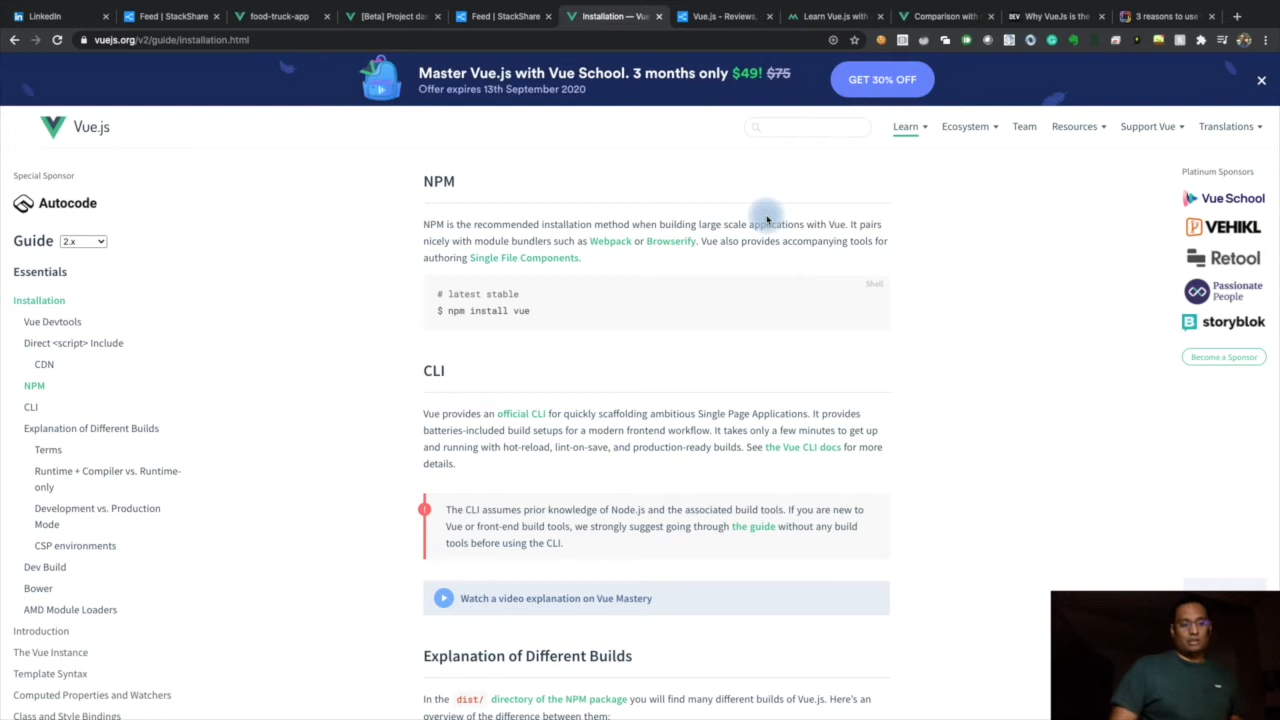 LinkedIn
Feed | StackShare
food-truck-app
[Beta] Project das
Feed | StackShare
Installation — Vue.
Vue.js - Reviews,
Learn Vue.js with
Comparison with
DEV
Why VueJs is the
3 reasons to use
vuejs.org/v2/guide/installation.html
Master Vue.js with Vue School. 3 months only $49! $75
Offer expires 13th September 2020
GET 30% OFF
Vue.js
Learn
Ecosystem
Team
Resources
Support Vue
Translations
Special Sponsor
Autocode
Guide 2.x
Essentials
Installation
Vue Devtools
Direct <script> Include
CDN
NPM
CLI
Explanation of Different Builds
Terms
Runtime + Compiler vs. Runtime-
only
Development vs. Production
Mode
CSP environments
Dev Build
Bower
AMD Module Loaders
Introduction
The Vue Instance
Template Syntax
Computed Properties and Watchers
Class and Style Bindings
NPM
NPM is the recommended installation method when building large scale applications with Vue. It pairs
nicely with module bundlers such as Webpack or Browserify. Vue also provides accompanying tools for
authoring Single File Components.
Shell
# latest stable
$ npm install vue
CLI
Vue provides an official CLI for quickly scaffolding ambitious Single Page Applications. It provides
batteries-included build setups for a modern frontend workflow. It takes only a few minutes to get up
and running with hot-reload, lint-on-save, and production-ready builds. See the Vue CLI docs for more
details.
The CLI assumes prior knowledge of Node.js and the associated build tools. If you are new to
Vue or front-end build tools, we strongly suggest going through the guide without any build
tools before using the CLI.
Watch a video explanation on Vue Mastery
Explanation of Different Builds
In the dist/ directory of the NPM package you will find many different builds of Vue.js. Here's an
overview of the difference between them:
Platinum Sponsors
Vue School
VEHIKL
Retool
Passionate
People
storyblok
Become a Sponsor